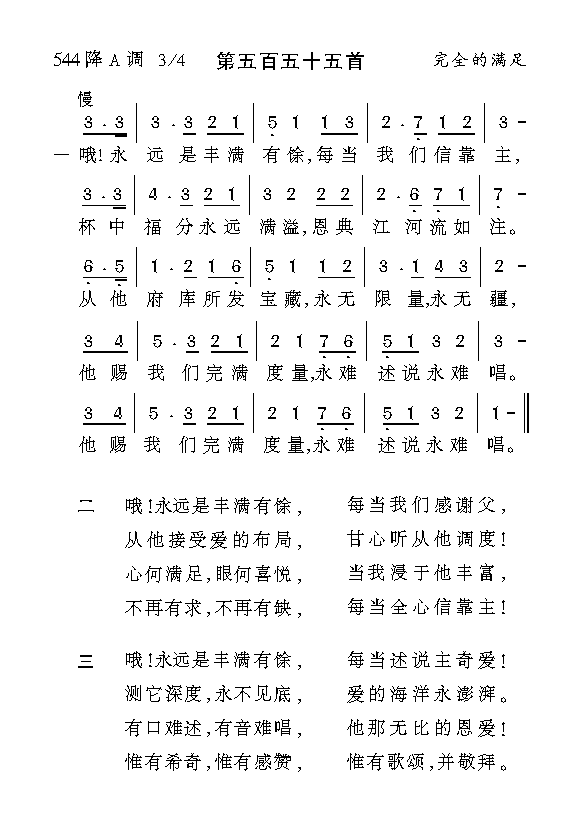 544降A调 3/4 第五百五十五首 完全的满足
慢
3 . 3 | 3 . 3 2 1 | 5 1 1 3 | 2 . 7 1 2 | 3 -
一 哦!永 远 是丰满 有馀,每当 我 们信靠 主,
3 . 3 | 4 . 3 2 1 | 3 2 2 2 | 2 . 6 7 1 | 7 -
杯中 福 分永远 满溢,恩典 江 河流如 注。
6 . 5 | 1 . 2 1 6 | 5 1 1 2 | 3 . 1 4 3 | 2 -
从他 府 库所发 宝藏,永无 限 量,永无 疆,
3 4 | 5 . 3 2 1 | 2 1 7 6 | 5 1 3 2 | 3 -
他赐 我 们完满 度量,永难 述说永难 唱。
3 4 | 5 . 3 2 1 | 2 1 7 6 | 5 1 3 2 | 1 -
他赐 我 们完满 度量,永难 述说永难 唱。
二 哦!永远是丰满有馀, 每当我们感谢父,
从他接受爱的布局, 甘心听从他调度!
心何满足,眼何喜悦, 当我浸于他丰富,
不再有求,不再有缺, 每当全心信靠主!
三 哦!永远是丰满有馀, 每当述说主奇爱!
测它深度,永不见底, 爱的海洋永澎湃。
有口难述,有音难唱, 他那无比的恩爱!
惟有希奇,惟有感赞, 惟有歌颂,并敬拜。